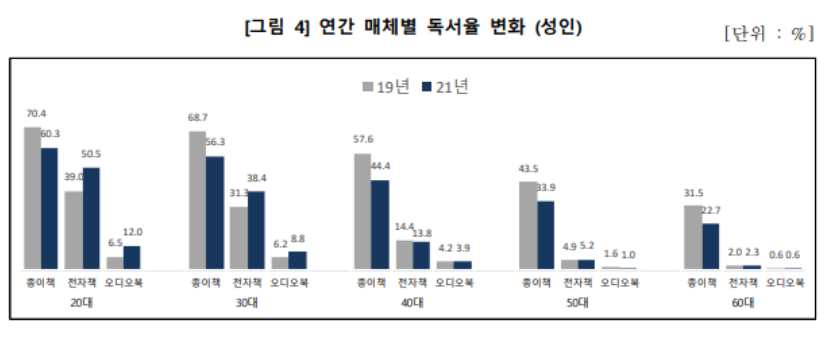 [그림 4] 연간 매체별 독서율 변화 (성인)
[단위 : %]
19년 21년
70.4 60.3 39.0 50.5 6.5 12.0
68.7 56.3 31.3 38.4 6.2 8.8
57.6 44.4 14.4 13.8 4.2 3.9
43.5 33.9 4.9 5.2 1.6 1.0
31.5 22.7 2.0 2.3 0.6 0.6
종이책 전자책 오디오북 종이책 전자책 오디오북 종이책 전자책 오디오북 종이책 전자책 오디오북 종이책 전자책 오디오북
20대 30대 40대 50대 60대